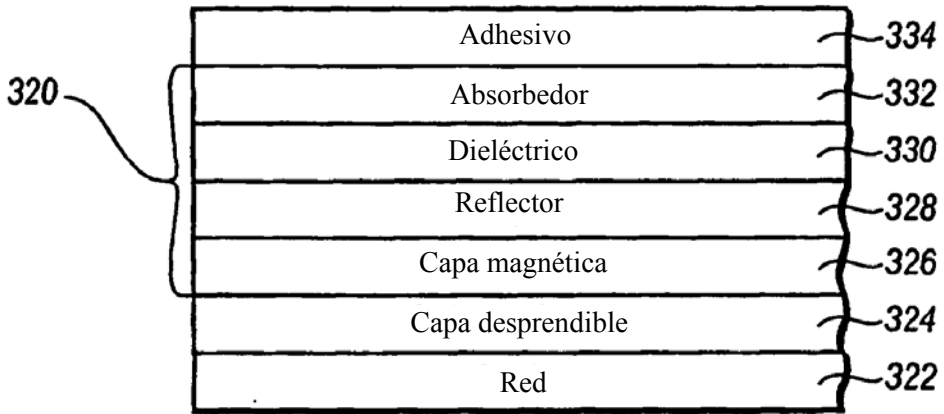 Adhesivo 334
320
Absorbedor 332
Dieléctrico 330
Reflector 328
Capa magnética 326
Capa desprendible 324
Red 322